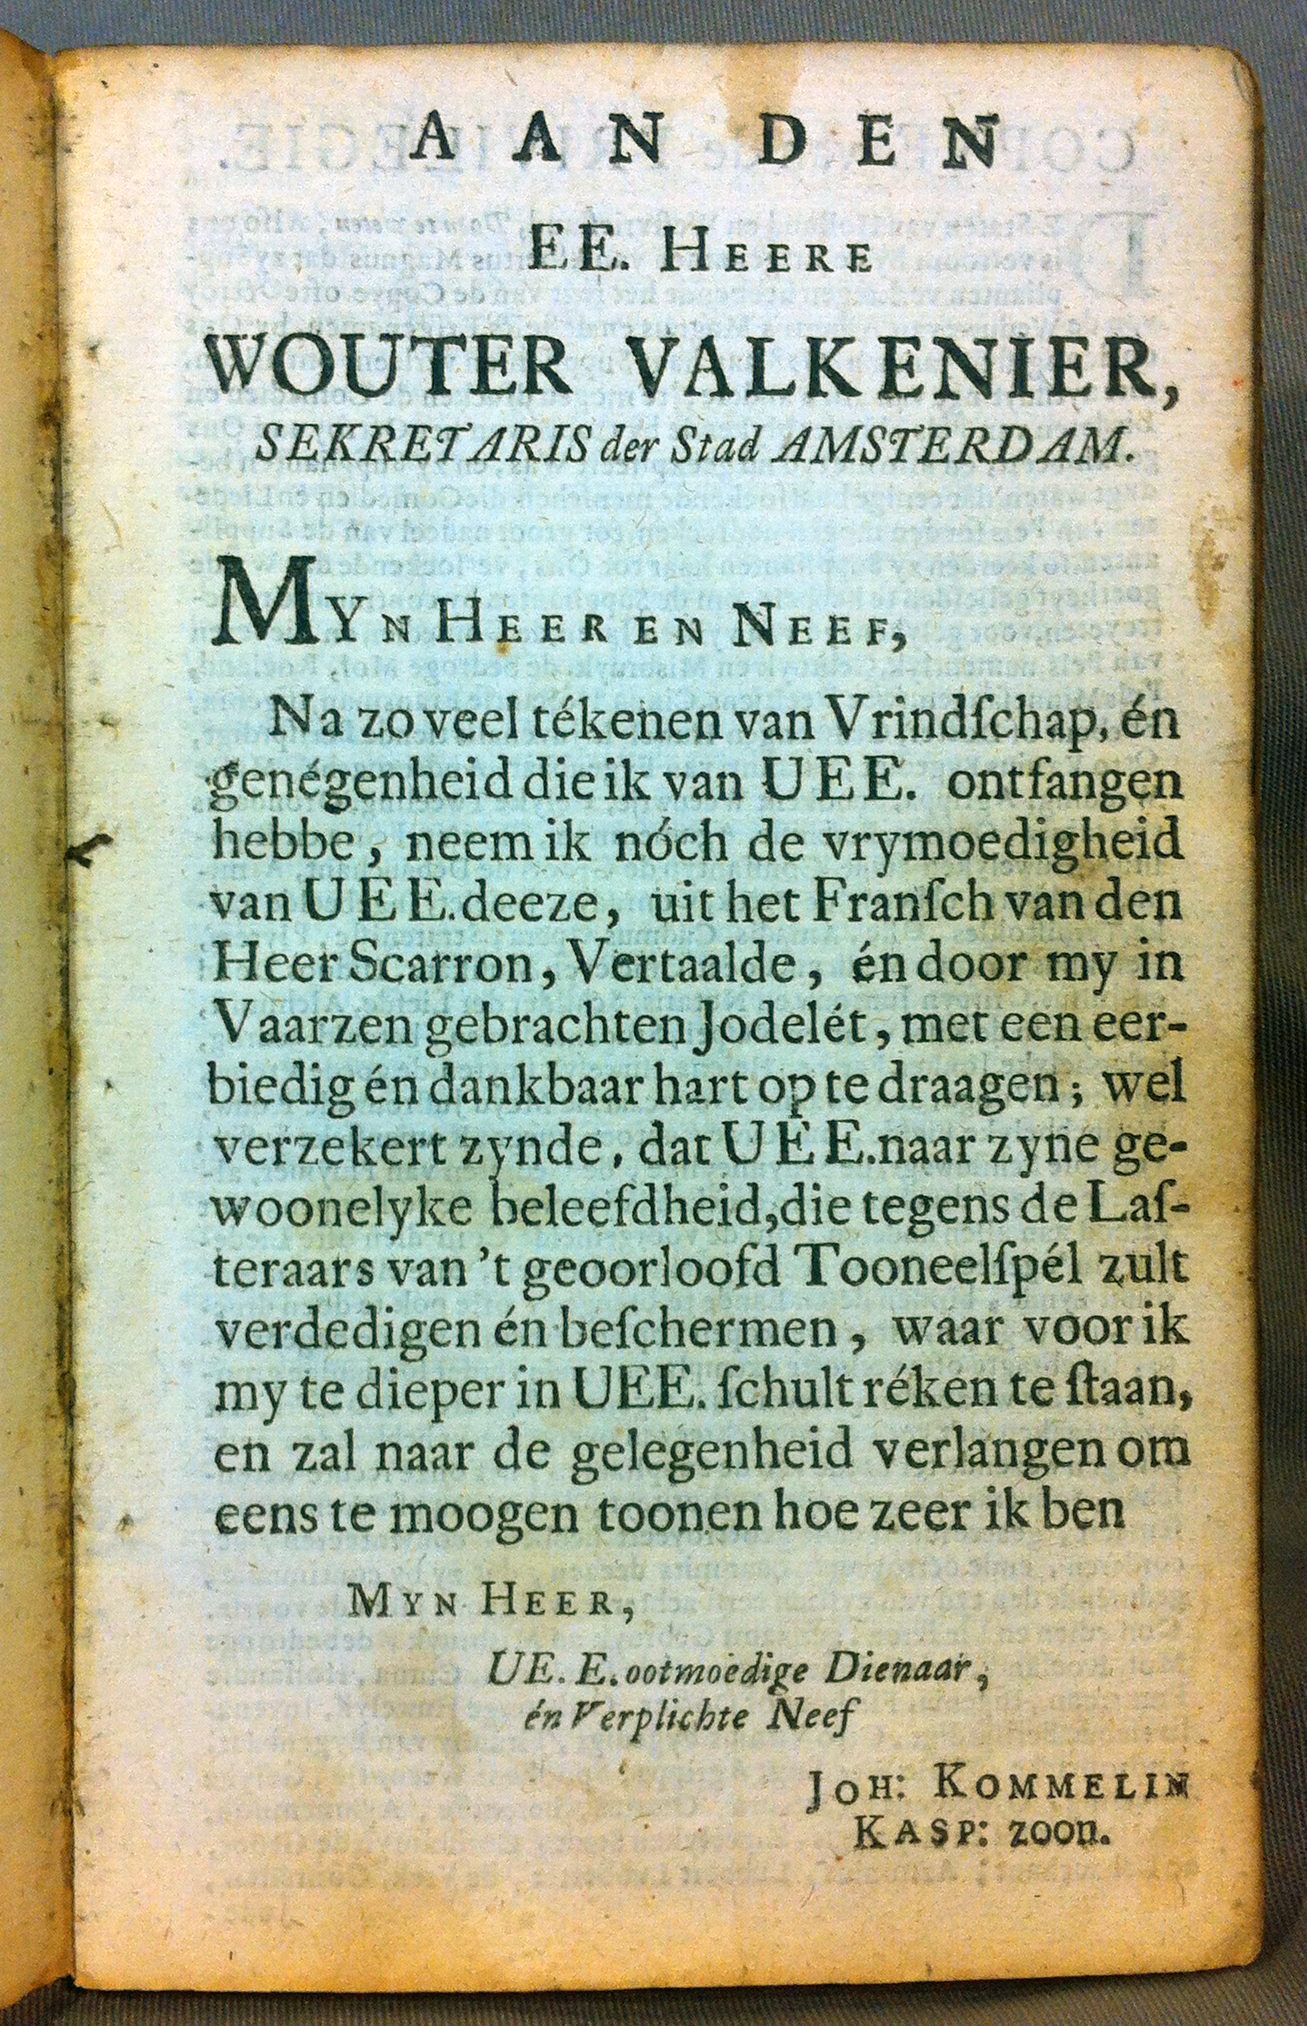 AAN DEN
EE. HEERE
WOUTER VALKENIER,
SEKRETARIS der Stad AMSTERDAM.
MYN HEER EN NEEF,
Na zo veel tékenen van Vrindſchap, én
genégenheid die ik van UEE. ontfangen
hebbe, neem ik nóch de vrymoedigheid
van UEE. deeze, uit het Franſch van den
Heer Scarron, Vertaalde, én door my in
Vaarzen gebrachten Jodelét, met een eer-
biedig én dankbaar hart op te draagen; wel
verzekert zynde, dat UEE. naar zyne ge-
woonelyke beleefdheid, die tegens de Laſ-
teraars van 't geoorloofd Tooneelſpél zult
verdedigen én beſchermen, waar voor ik
my te dieper in UEE. ſchult réken te ſtaan,
en zal naar de gelegenheid verlangen om
eens te moogen toonen hoe zeer ik ben
MYN HEER,
UE. E. ootmoedige Dienaar,
én Verplichte Neef
JOH: KOMMELIN
KASP: zoon.